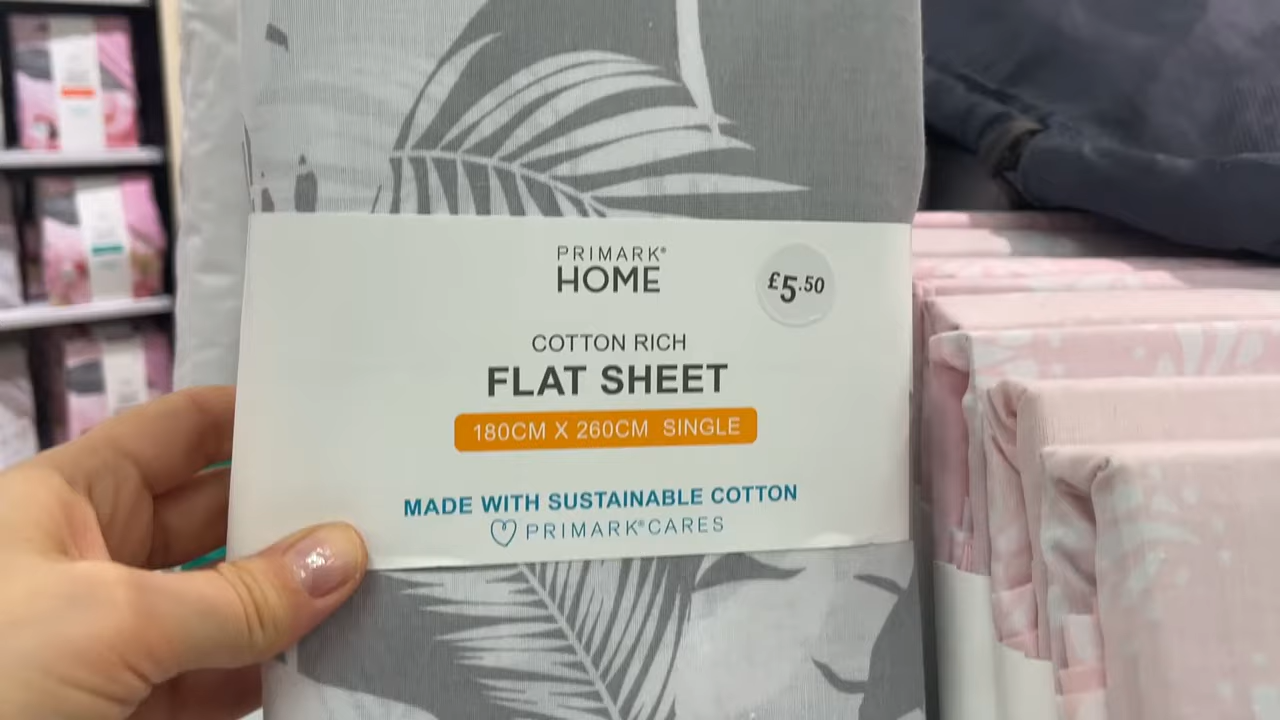 PRIMARK®
HOME
£5.50
COTTON RICH
FLAT SHEET
180CM X 260CM SINGLE
MADE WITH SUSTAINABLE COTTON
PRIMARK®CARES